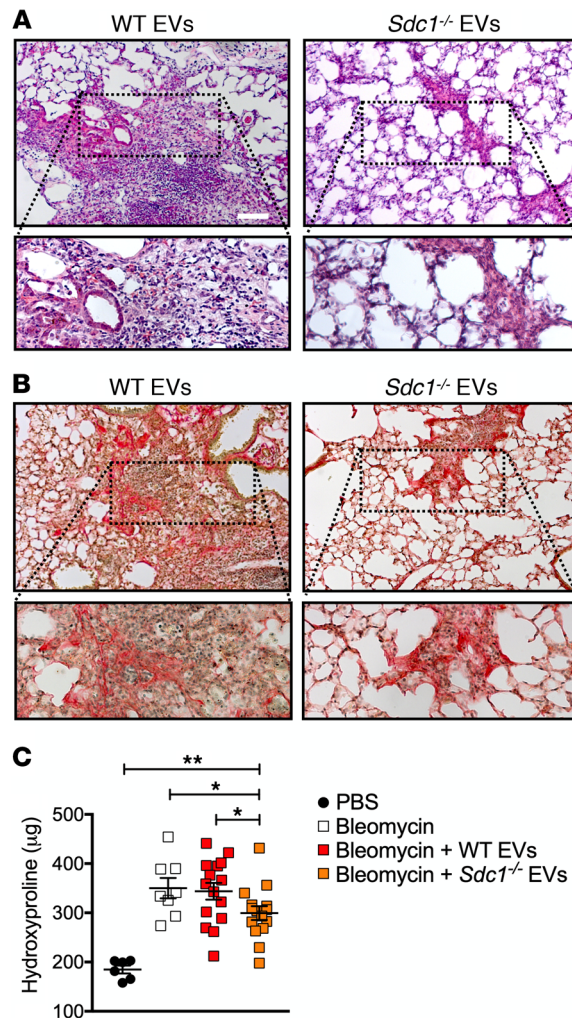 A
WT EVs
Sdc1-/- EVs
B
WT EVs
Sdc1-/- EVs
C
**
*
*
500
400
300
200
100
Hydroxyproline (µg)
PBS
Bleomycin
Bleomycin + WT EVs
Bleomycin + Sdc1-/- EVs